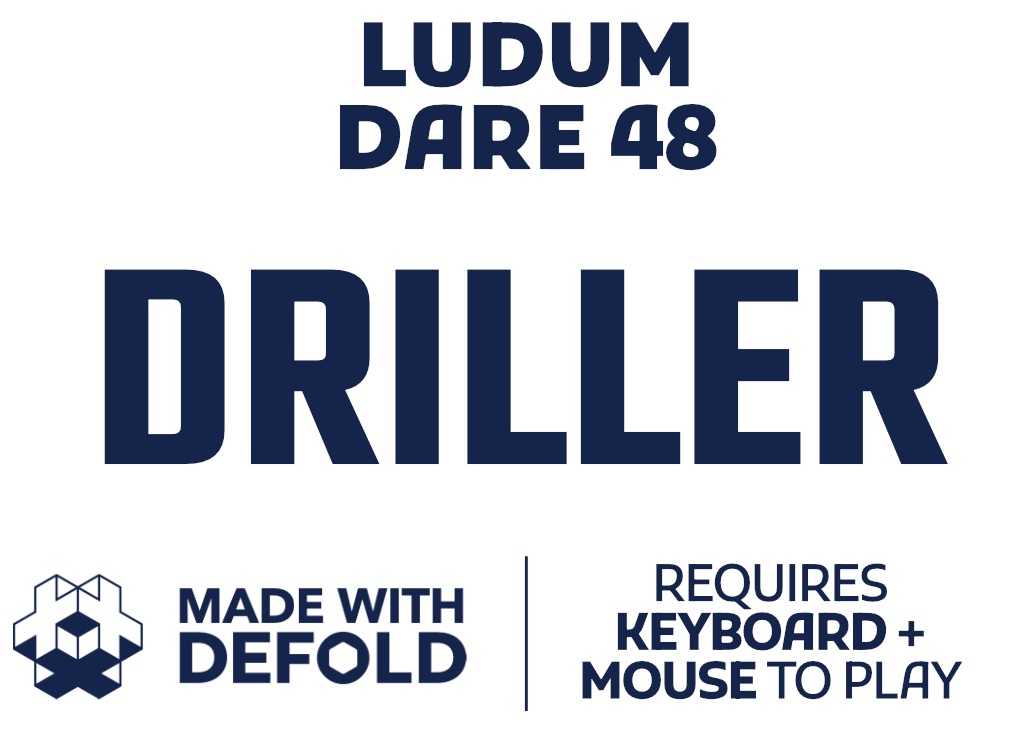 LUDUM
DARE 48
DRILLER
MADE WITH
DEFOLD
REQUIRES
KEYBOARD +
MOUSE TO PLAY